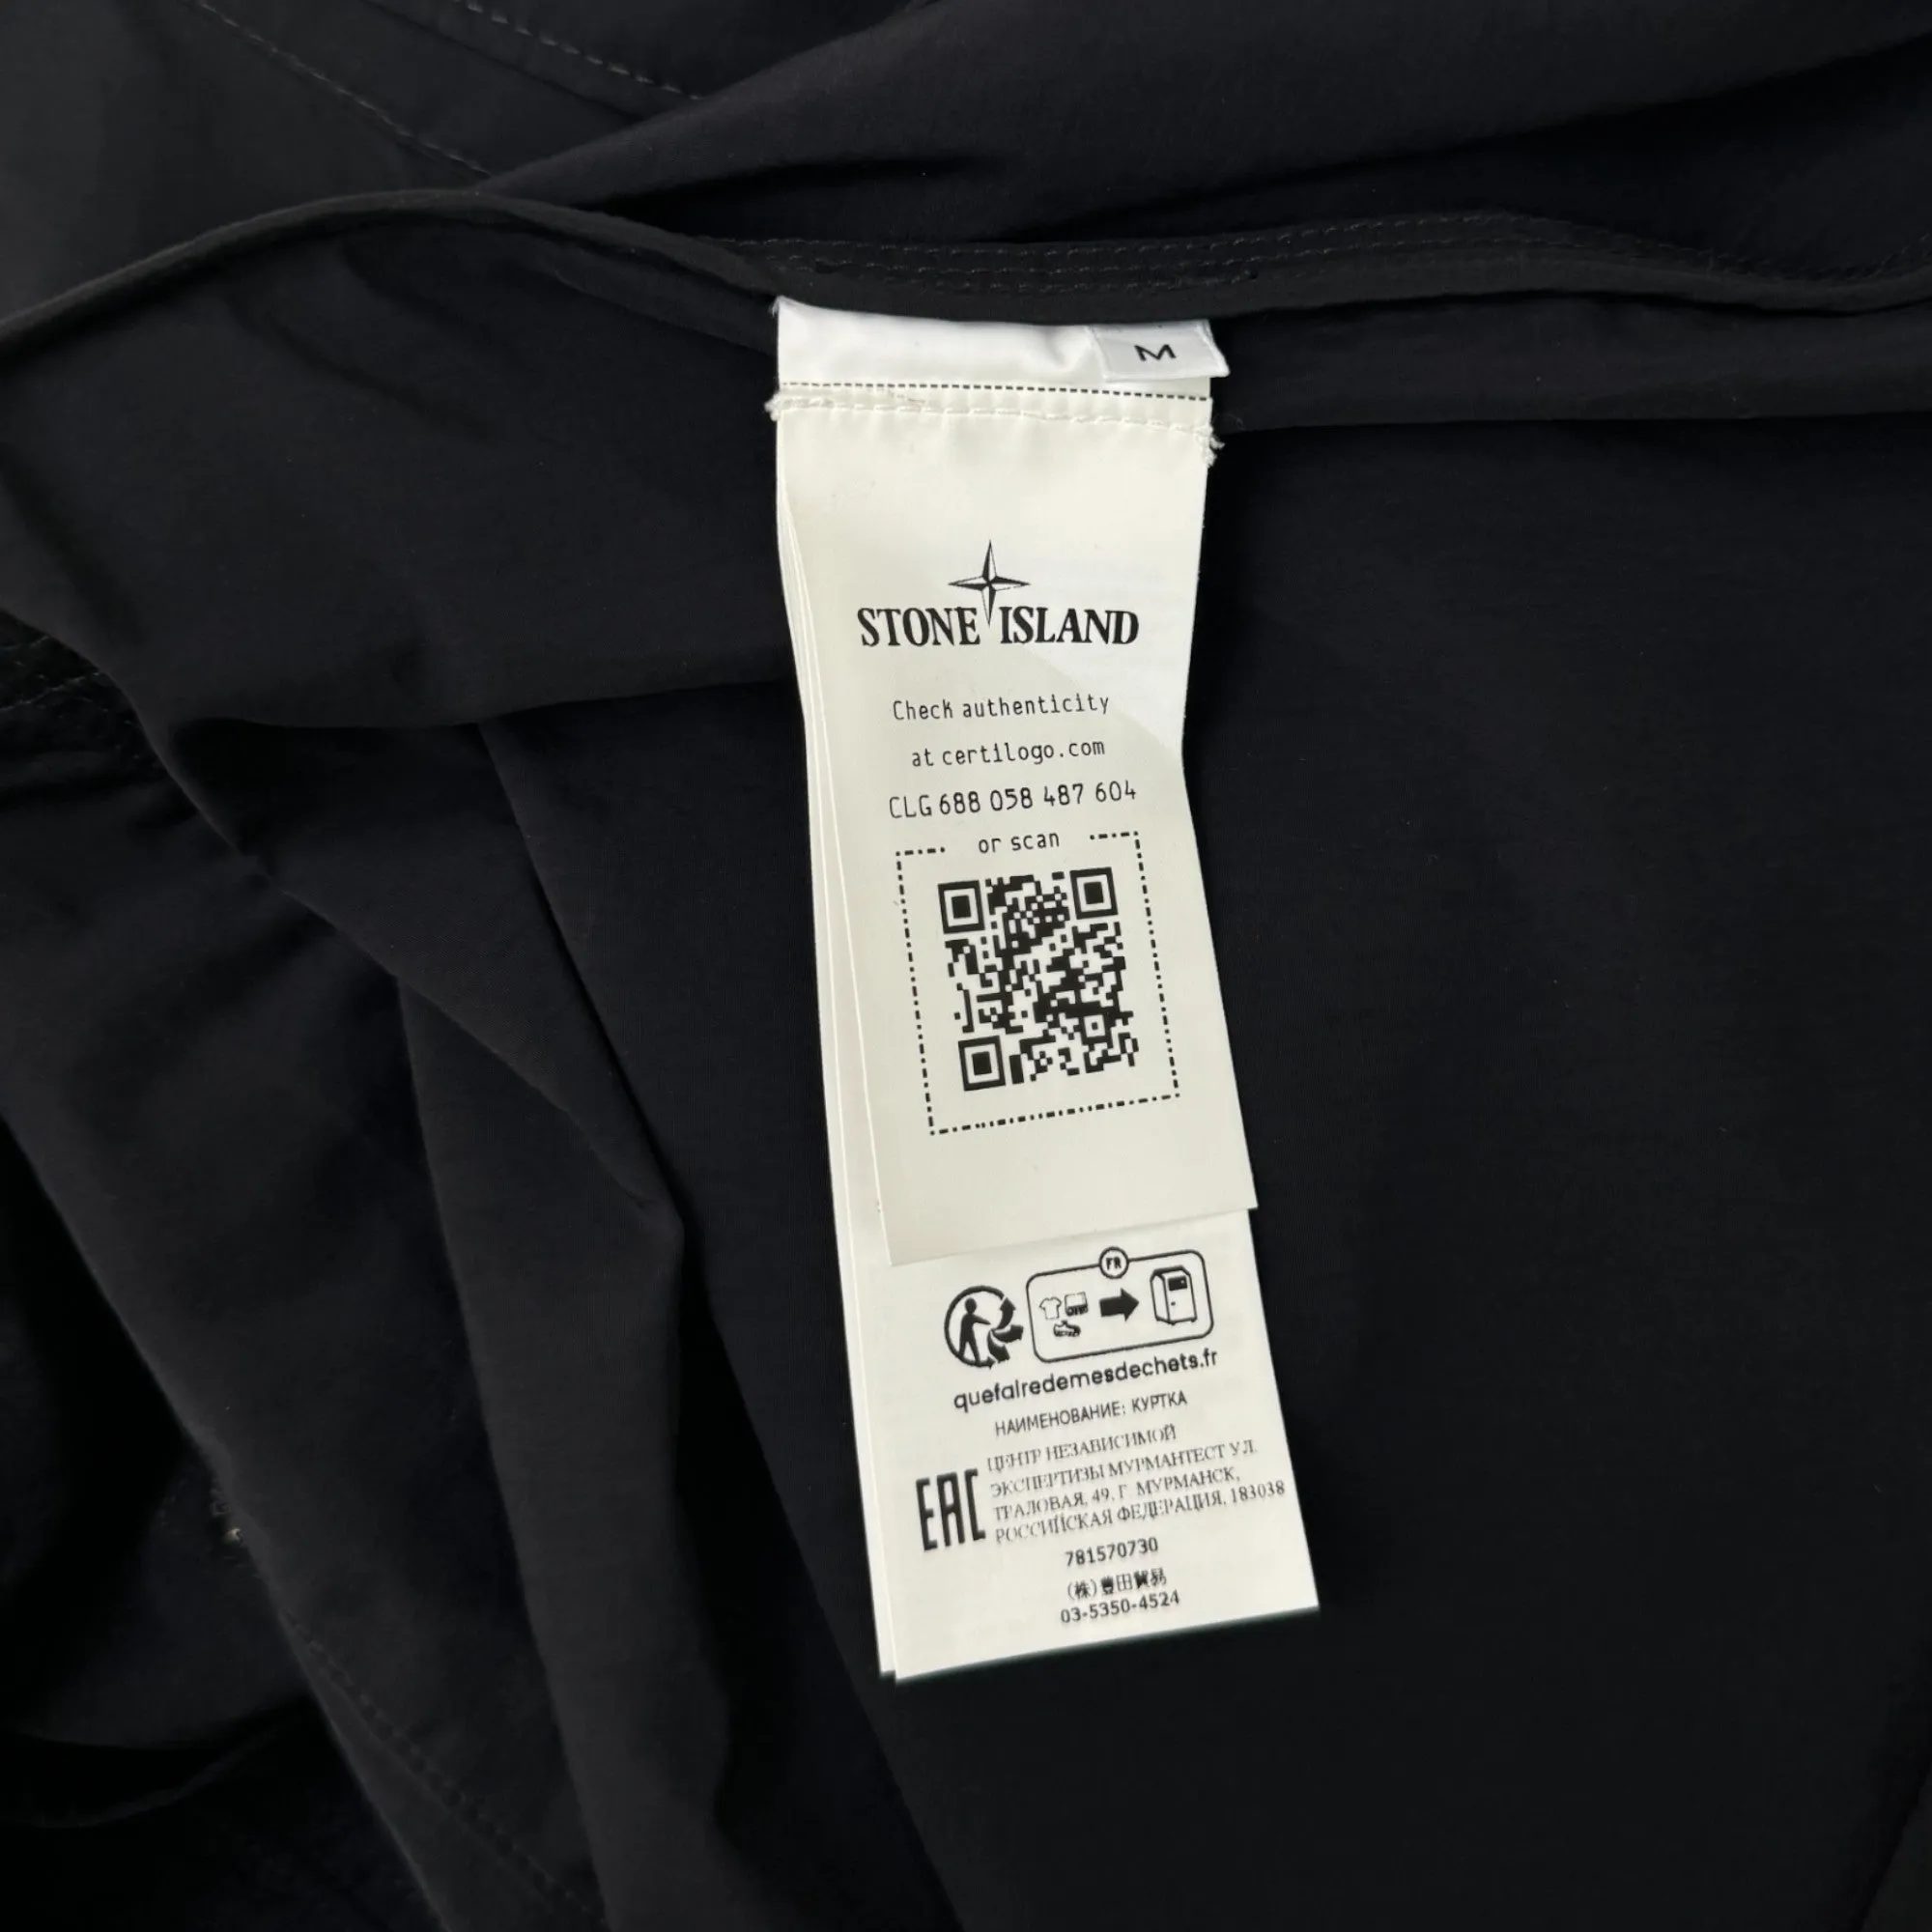 M
STONE ISLAND
Check authenticity
at certilogo.com
CLG 688 058 487 604
or scan
FR
quefairedemesdechets.fr
НАИМЕНОВАНИЕ: КУРТКА
ЦЕНТР НЕЗАВИСИМОЙ
ЭКСПЕРТИЗЫ МУРМАНТЕСТ УЛ.
ТРАЛОВАЯ, 49, Г. МУРМАНСК,
РОССИЙСКАЯ ФЕДЕРАЦИЯ, 183038
EAC
781570730
(株)豊田貿易
03-5350-4524